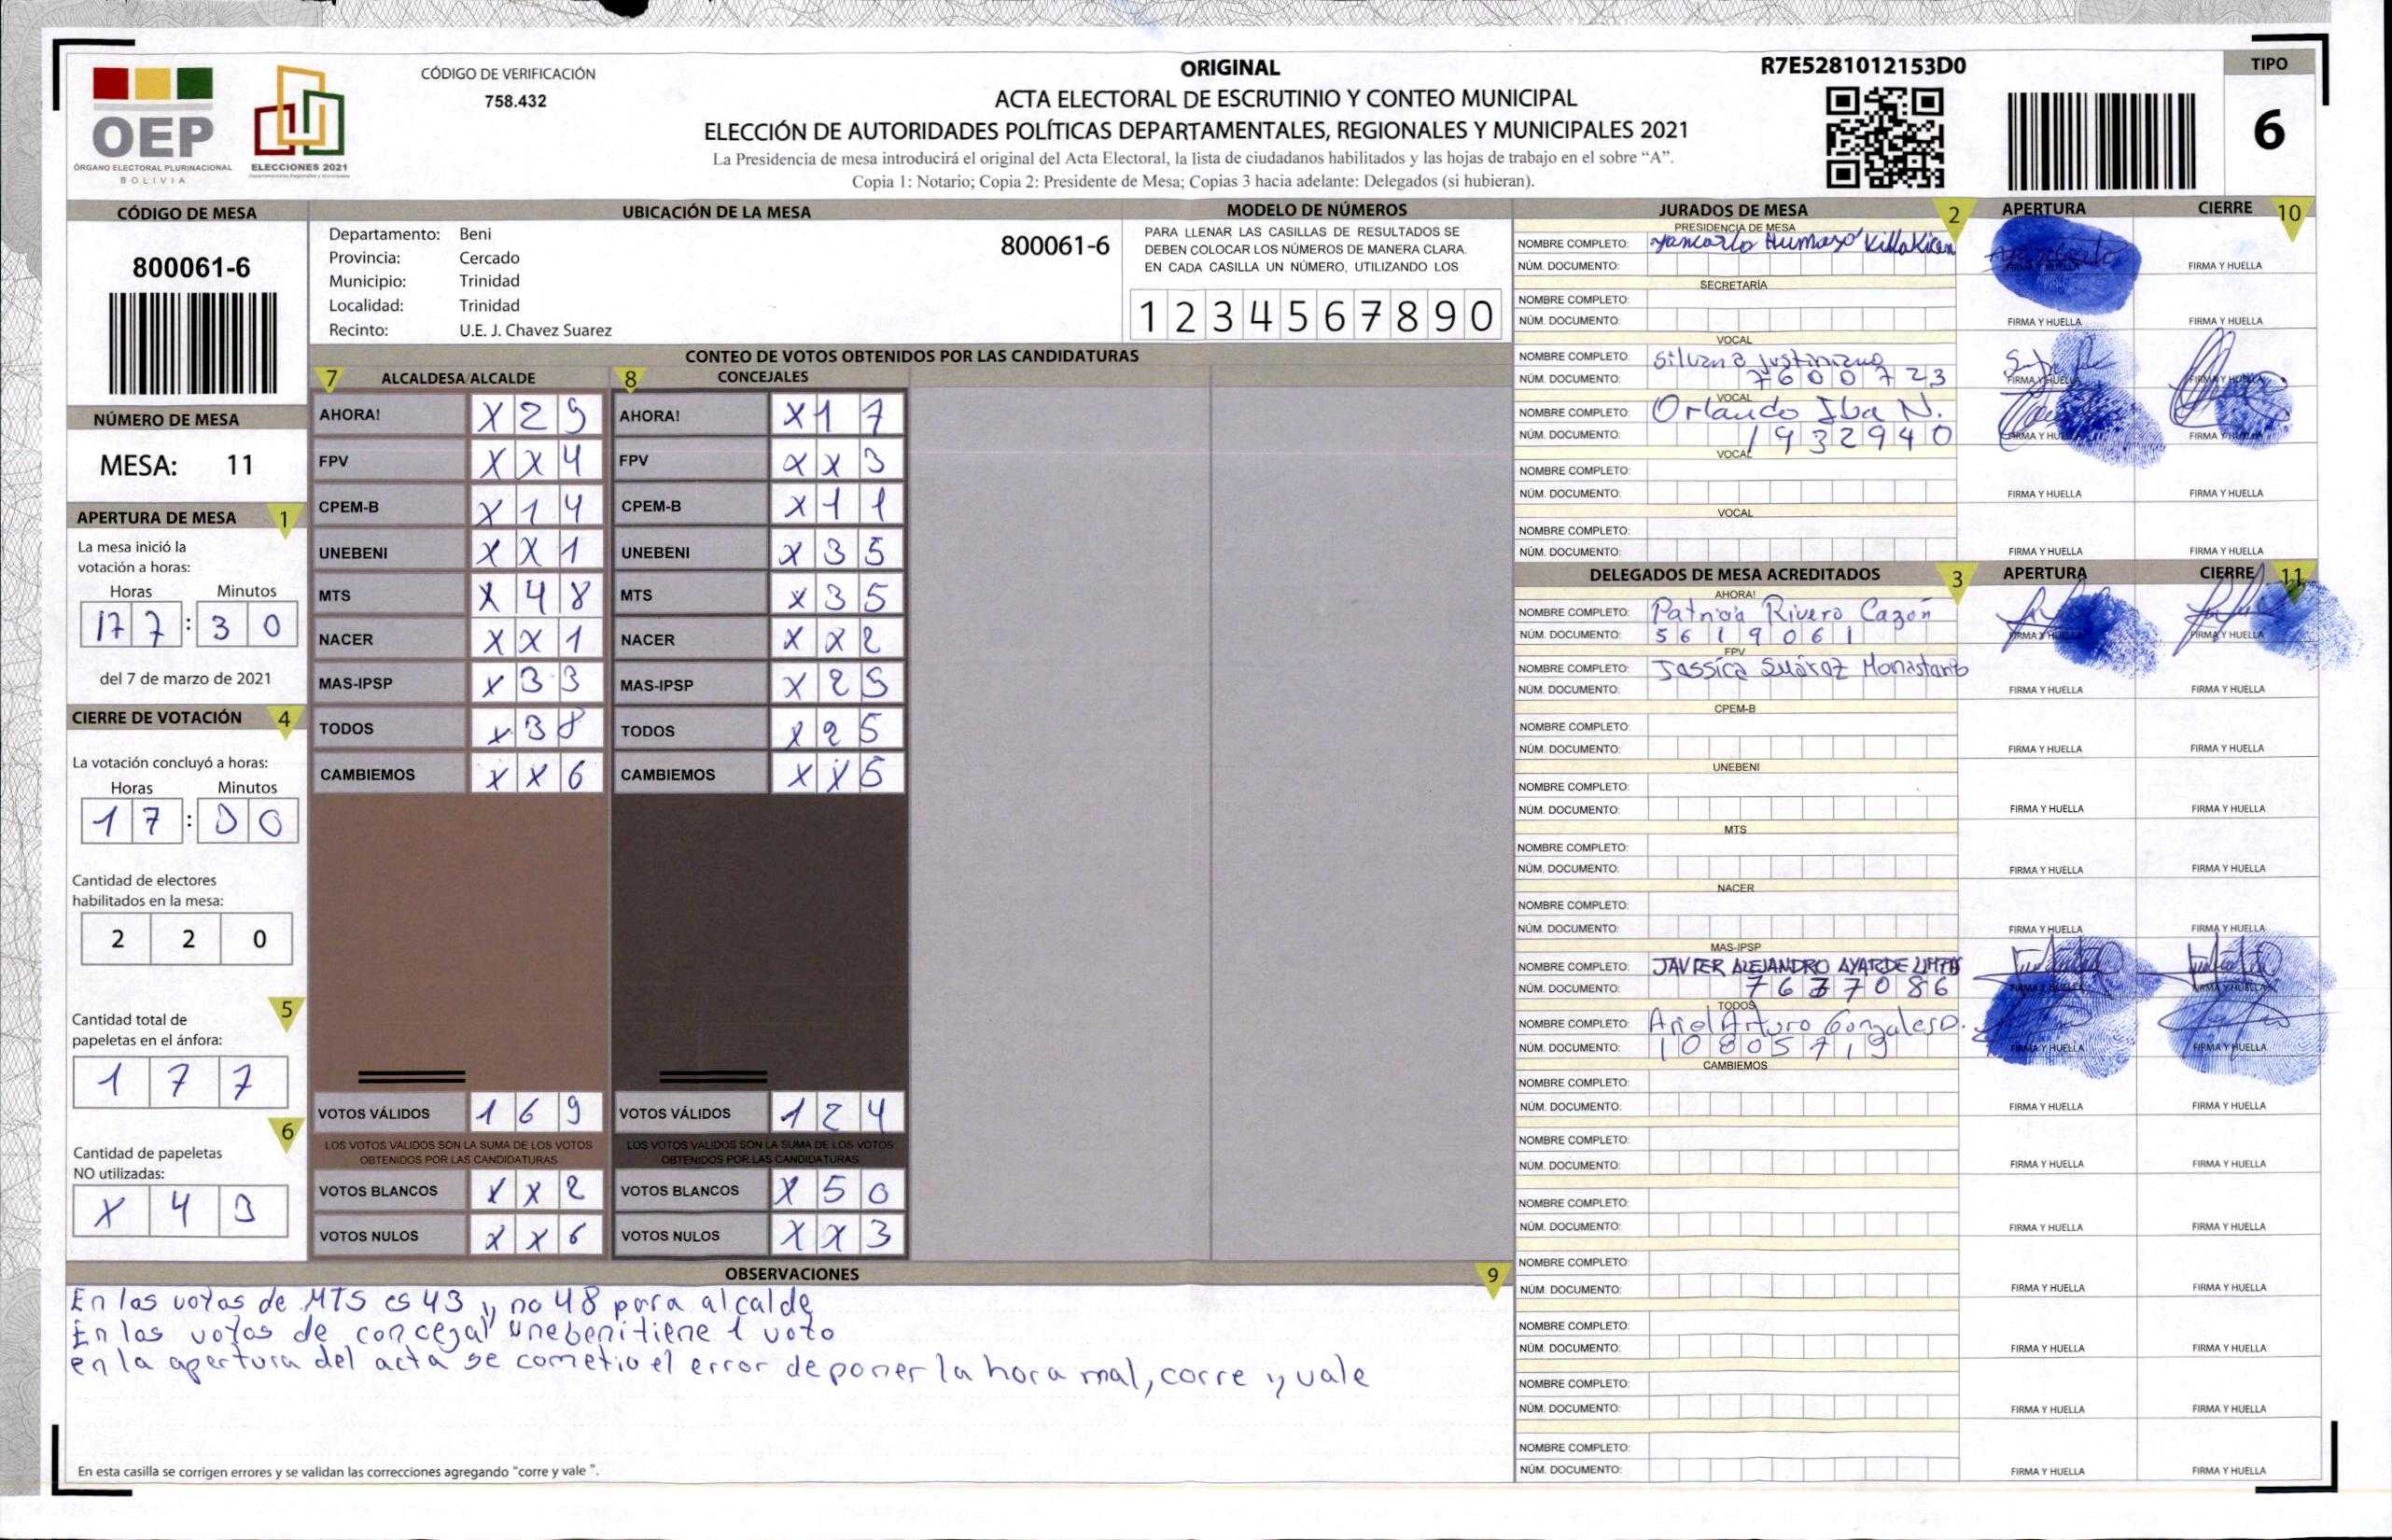 ORIGINAL
R7E5281012153D0
TIPO
6
CÓDIGO DE VERIFICACIÓN
758.432
ACTA ELECTORAL DE ESCRUTINIO Y CONTEO MUNICIPAL
ELECCIÓN DE AUTORIDADES POLÍTICAS DEPARTAMENTALES, REGIONALES Y MUNICIPALES 2021
La Presidencia de mesa introducirá el original del Acta Electoral, la lista de ciudadanos habilitados y las hojas de trabajo en el sobre “A”.
Copia 1: Notario; Copia 2: Presidente de Mesa; Copias 3 hacia adelante: Delegados (si hubieran).
OEP
ÓRGANO ELECTORAL PLURINACIONAL
BOLIVIA
ELECCIONES 2021
CÓDIGO DE MESA
800061-6
NÚMERO DE MESA
MESA: 11
APERTURA DE MESA 1
La mesa inició la
votación a horas:
Horas Minutos
17 7 : 3 0
del 7 de marzo de 2021
CIERRE DE VOTACIÓN 4
La votación concluyó a horas:
Horas Minutos
1 7 : 0 0
Cantidad de electores
habilitados en la mesa:
2 2 0
5
Cantidad total de
papeletas en el ánfora:
1 7 7
6
Cantidad de papeletas
NO utilizadas:
X 4 3
UBICACIÓN DE LA MESA
Departamento: Beni
Provincia: Cercado
Municipio: Trinidad
Localidad: Trinidad
Recinto: U.E. J. Chavez Suarez
800061-6
MODELO DE NÚMEROS
PARA LLENAR LAS CASILLAS DE RESULTADOS SE
DEBEN COLOCAR LOS NÚMEROS DE MANERA CLARA.
EN CADA CASILLA UN NÚMERO, UTILIZANDO LOS
1 2 3 4 5 6 7 8 9 0
CONTEO DE VOTOS OBTENIDOS POR LAS CANDIDATURAS
7 ALCALDESA/ALCALDE 8 CONCEJALES
AHORA! X 2 9 AHORA! X 1 7
FPV X X 4 FPV X X 3
CPEM-B X 1 4 CPEM-B X 1 1
UNEBENI X X 1 UNEBENI X 3 5
MTS X 4 8 MTS X 3 5
NACER X X 1 NACER X X 2
MAS-IPSP X 3 3 MAS-IPSP X 2 5
TODOS X 3 8 TODOS X 2 5
CAMBIEMOS X X 6 CAMBIEMOS X X 5
VOTOS VÁLIDOS 1 6 9 VOTOS VÁLIDOS 1 2 4
LOS VOTOS VÁLIDOS SON LA SUMA DE LOS VOTOS LOS VOTOS VÁLIDOS SON LA SUMA DE LOS VOTOS
OBTENIDOS POR LAS CANDIDATURAS OBTENIDOS POR LAS CANDIDATURAS
VOTOS BLANCOS X X 2 VOTOS BLANCOS X 5 0
VOTOS NULOS X X 6 VOTOS NULOS X X 3
OBSERVACIONES 9
En los votos de MTS es 43 y no 48 para alcalde
En los votos de concejal unebeni tiene 1 voto
en la apertura del acta se cometio el error de poner la hora mal, corre y vale
En esta casilla se corrigen errores y se validan las correcciones agregando “corre y vale ”.
JURADOS DE MESA 2 APERTURA CIERRE 10
PRESIDENCIA DE MESA
NOMBRE COMPLETO:
NÚM. DOCUMENTO: FIRMA Y HUELLA FIRMA Y HUELLA
SECRETARÍA
NOMBRE COMPLETO:
NÚM. DOCUMENTO: FIRMA Y HUELLA FIRMA Y HUELLA
VOCAL
NOMBRE COMPLETO: Silvana Justiniano
NÚM. DOCUMENTO: 7600723 FIRMA Y HUELLA FIRMA Y HUELLA
VOCAL
NOMBRE COMPLETO: Orlando Iba N.
NÚM. DOCUMENTO: 1932940 FIRMA Y HUELLA FIRMA Y HUELLA
VOCAL
NOMBRE COMPLETO:
NÚM. DOCUMENTO: FIRMA Y HUELLA FIRMA Y HUELLA
VOCAL
NOMBRE COMPLETO:
NÚM. DOCUMENTO: FIRMA Y HUELLA FIRMA Y HUELLA
DELEGADOS DE MESA ACREDITADOS 3 APERTURA CIERRE 11
AHORA!
NOMBRE COMPLETO: Patricia Rivero Cazón
NÚM. DOCUMENTO: 5619061 FIRMA Y HUELLA FIRMA Y HUELLA
FPV
NOMBRE COMPLETO: Jessica Suárez
NÚM. DOCUMENTO: FIRMA Y HUELLA FIRMA Y HUELLA
CPEM-B
NOMBRE COMPLETO:
NÚM. DOCUMENTO: FIRMA Y HUELLA FIRMA Y HUELLA
UNEBENI
NOMBRE COMPLETO:
NÚM. DOCUMENTO: FIRMA Y HUELLA FIRMA Y HUELLA
MTS
NOMBRE COMPLETO:
NÚM. DOCUMENTO: FIRMA Y HUELLA FIRMA Y HUELLA
NACER
NOMBRE COMPLETO:
NÚM. DOCUMENTO: FIRMA Y HUELLA FIRMA Y HUELLA
MAS-IPSP
NOMBRE COMPLETO: JAVIER ALEJANDRO AYARDE
NÚM. DOCUMENTO: 7637086 FIRMA Y HUELLA FIRMA Y HUELLA
TODOS
NOMBRE COMPLETO: Ariel Arturo Gonzales D.
NÚM. DOCUMENTO: 10805719 FIRMA Y HUELLA FIRMA Y HUELLA
CAMBIEMOS
NOMBRE COMPLETO:
NÚM. DOCUMENTO: FIRMA Y HUELLA FIRMA Y HUELLA
NOMBRE COMPLETO:
NÚM. DOCUMENTO: FIRMA Y HUELLA FIRMA Y HUELLA
NOMBRE COMPLETO:
NÚM. DOCUMENTO: FIRMA Y HUELLA FIRMA Y HUELLA
NOMBRE COMPLETO:
NÚM. DOCUMENTO: FIRMA Y HUELLA FIRMA Y HUELLA
NOMBRE COMPLETO:
NÚM. DOCUMENTO: FIRMA Y HUELLA FIRMA Y HUELLA
NOMBRE COMPLETO:
NÚM. DOCUMENTO: FIRMA Y HUELLA FIRMA Y HUELLA
NOMBRE COMPLETO:
NÚM. DOCUMENTO: FIRMA Y HUELLA FIRMA Y HUELLA